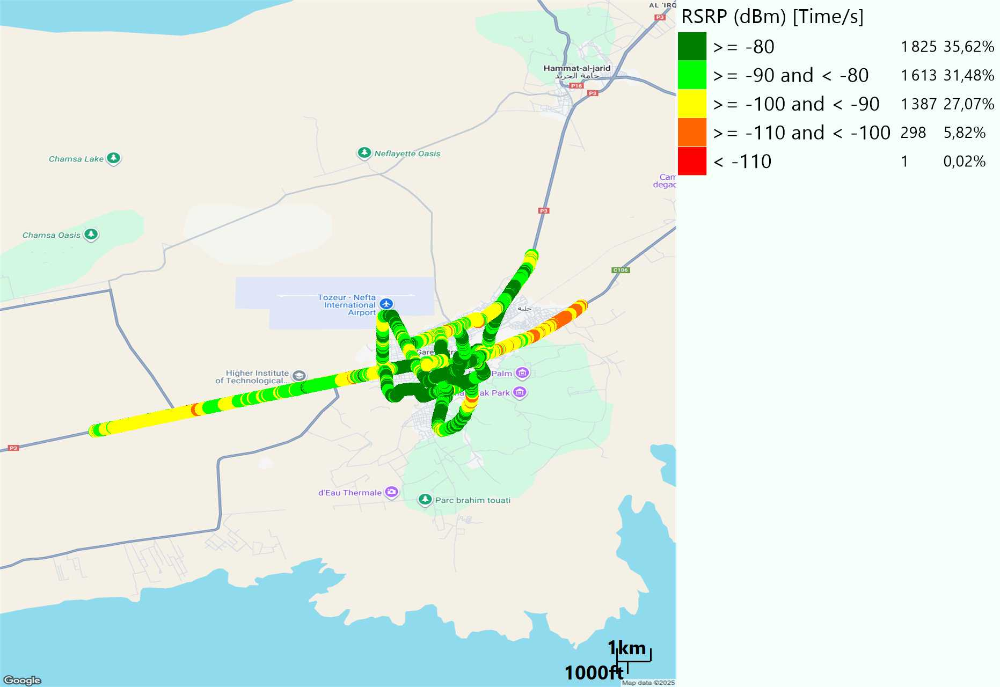 RSRP (dBm) [Time/s]
>= -80 1 825 35,62%
>= -90 and < -80 1 613 31,48%
>= -100 and < -90 1 387 27,07%
>= -110 and < -100 298 5,82%
< -110 1 0,02%
AL 'IRQ
P3
Hammat-al-jarid
حامة الجريد
P16
P3
Neflayette Oasis
Chamsa Lake
Cam
degac
P3
Chamsa Oasis
C106
Tozeur - Nefta
International
Airport
Gare
tra
Higher Institute
of Technological...
Palm
ak Park
P3
d'Eau Thermale
Parc brahim touati
1km
1000ft
Google
Map data ©2025